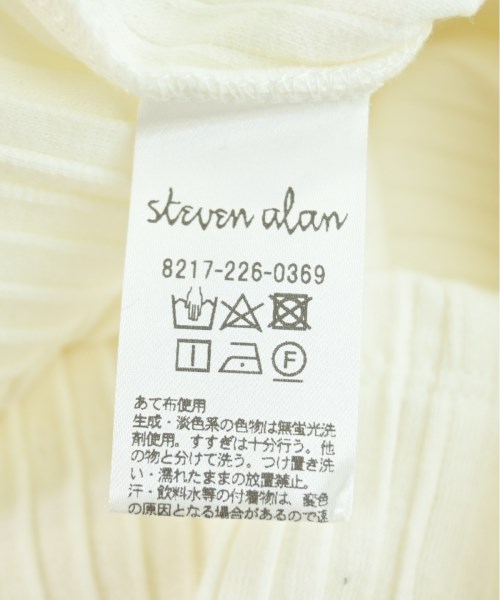 steven alan
8217-226-0369
F
あて布使用
生成・淡色系の色物は無蛍光洗
剤使用。すすぎは十分行う。他
の物と分けて洗う。つけ置き洗
い・濡れたままの放置禁止。
汗・飲料水等の付着物は、変色
の原因となる場合があるので速